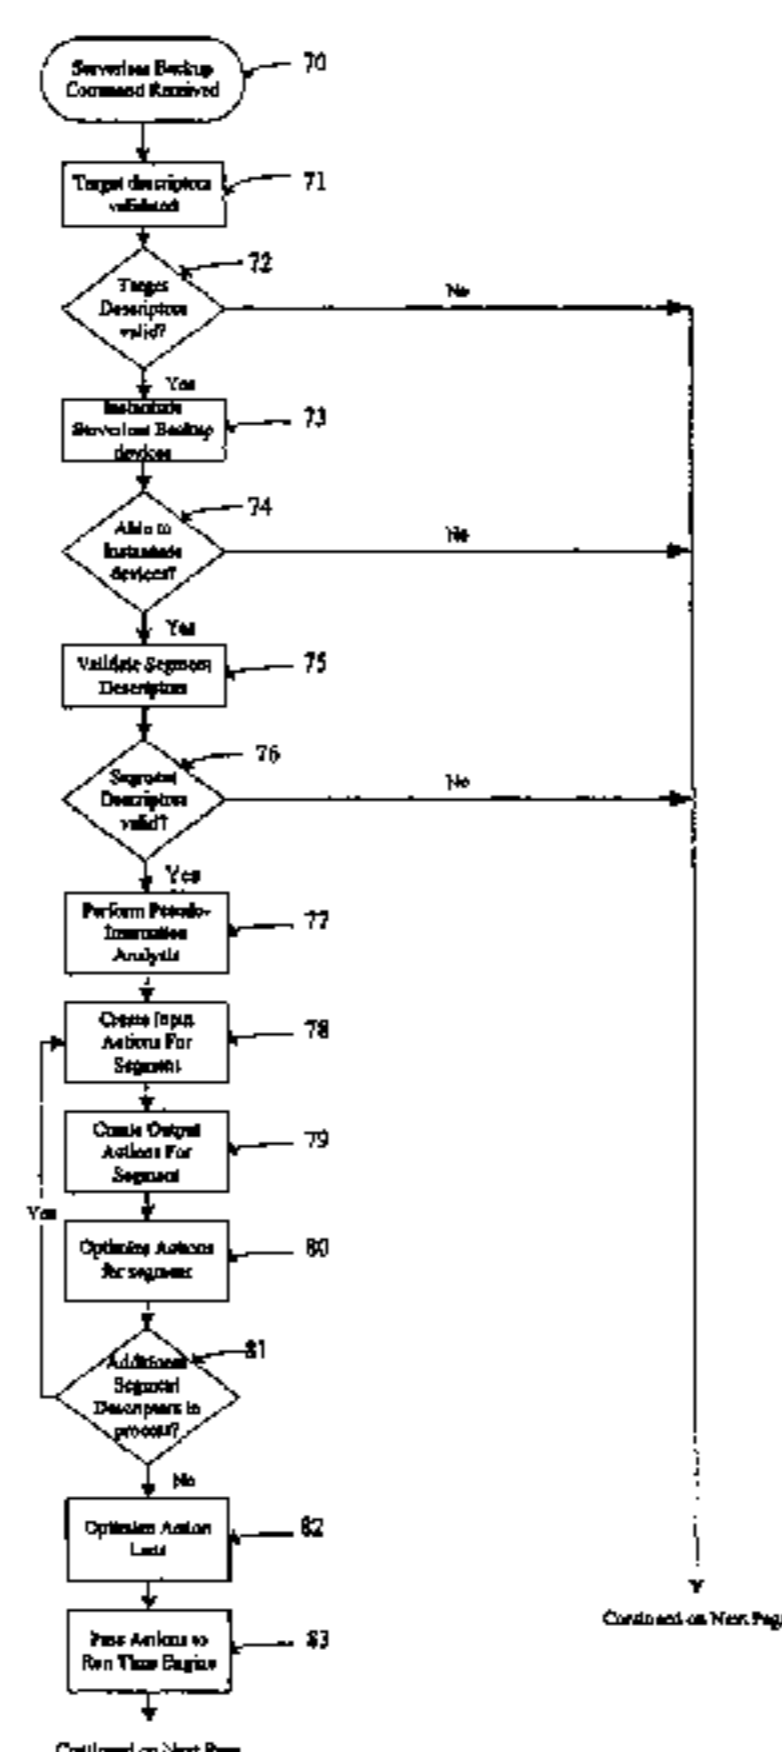 Serverless Backup
Command Received
70
Target descriptors
validated
71
72
Target
Descriptors
valid?
No
Yes
Instantiate
Serverless Backup
devices
73
74
Able to
Instantiate
devices?
No
Yes
Validate Segment
Descriptors
75
76
Segment
Descriptors
valid?
No
Yes
Perform Pseudo-
Analysis
77
Create Input
Actions For
Segment
78
Create Output
Actions For
Segment
79
Yes
Optimize Actions
for segment
80
81
Additional
Segment
Descriptors to
process?
No
Optimize Action
Lists
82
Pass Actions to
Run Time Engine
83
Continued on Next Page
Continued on Next Page